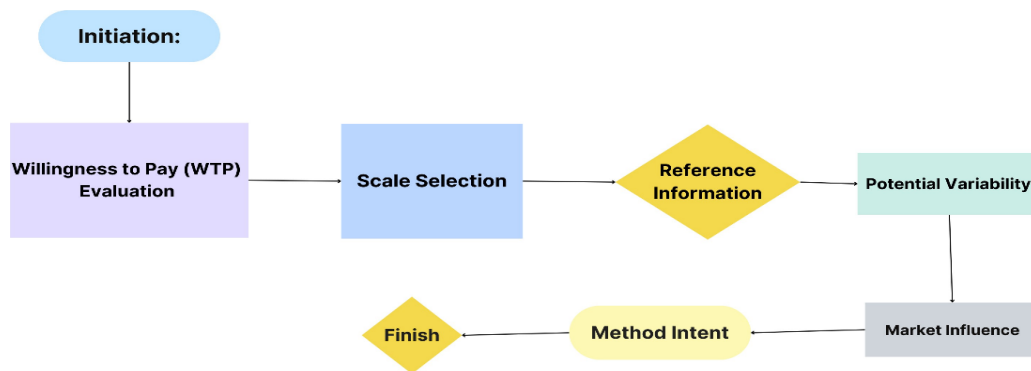 Initiation:
Willingness to Pay (WTP)
Evaluation
Scale Selection
Reference
Information
Potential Variability
Market Influence
Method Intent
Finish